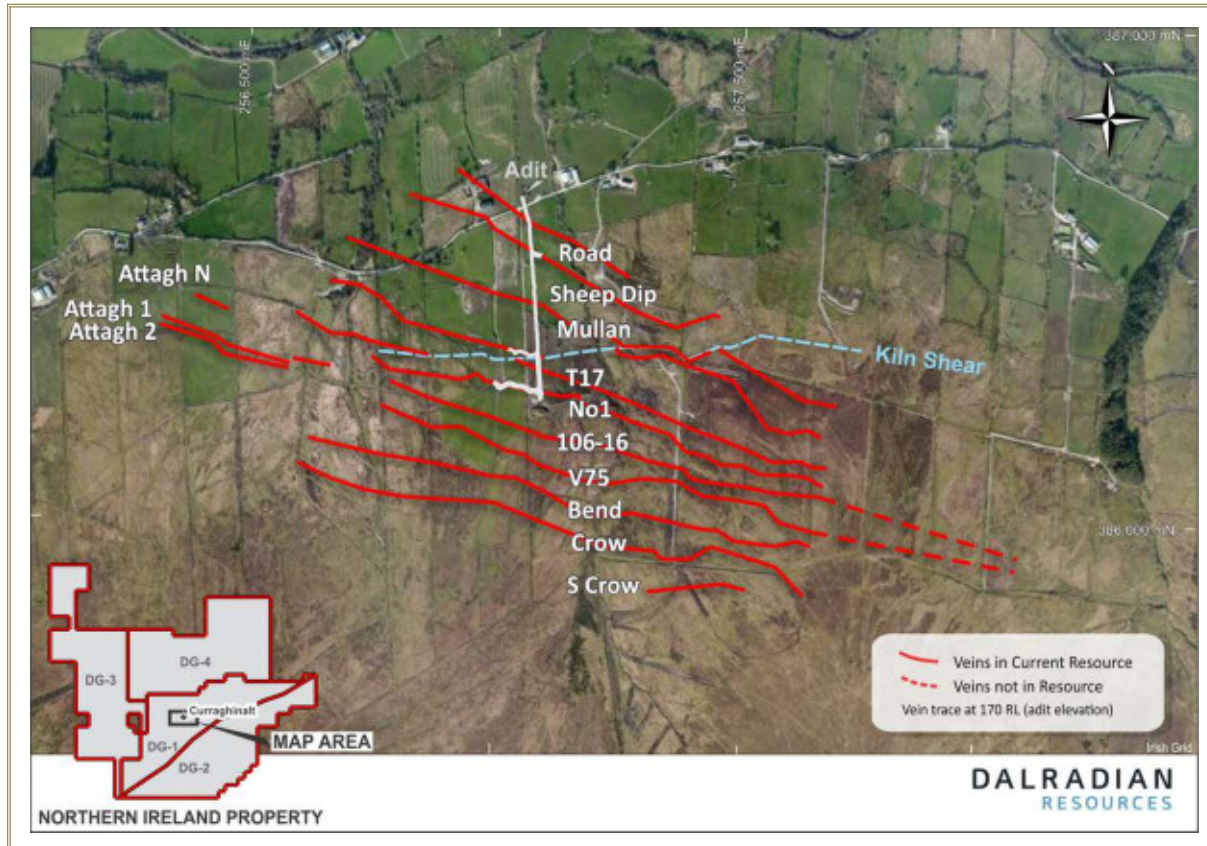 387,000 mN
256,500 mE
257,500 mE
N
Adit
Road
Attagh N
Sheep Dip
Attagh 1
Attagh 2
Mullan
Kiln Shear
T17
No1
106-16
V75
Bend
386,000 mN
Crow
S Crow
DG-4
DG-3
Curraghinalt
DG-1
MAP AREA
DG-2
NORTHERN IRELAND PROPERTY
Veins in Current Resource
Veins not in Resource
Vein trace at 170 RL (adit elevation)
Irish Grid
DALRADIAN
RESOURCES